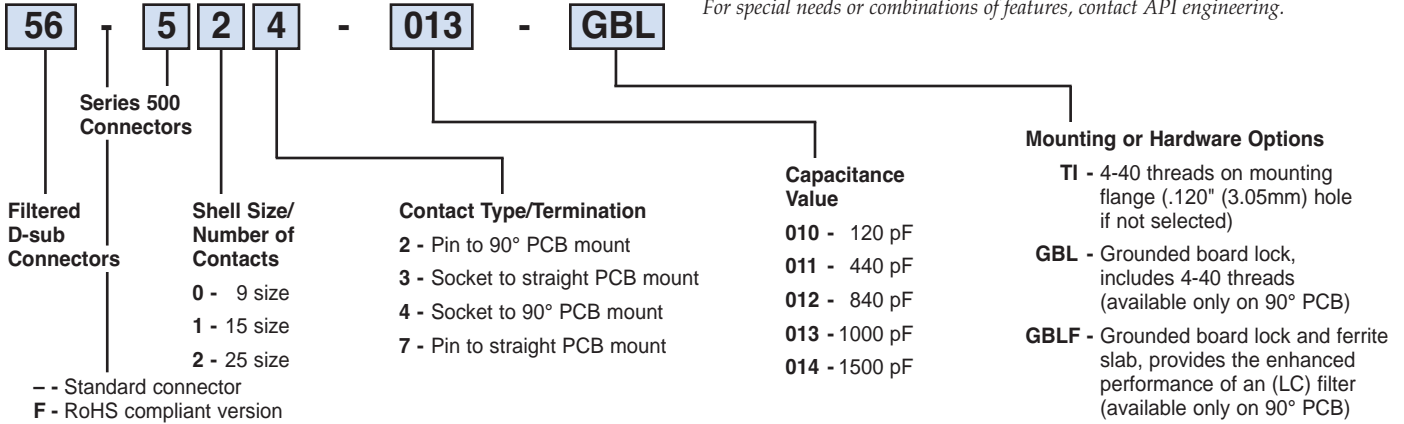 For special needs or combinations of features, contact API engineering.
56 - 5 2 4 - 013 - GBL
Series 500
Connectors
Filtered
D-sub
Connectors
– - Standard connector
F - RoHS compliant version
Shell Size/
Number of
Contacts
0 - 9 size
1 - 15 size
2 - 25 size
Contact Type/Termination
2 - Pin to 90° PCB mount
3 - Socket to straight PCB mount
4 - Socket to 90° PCB mount
7 - Pin to straight PCB mount
Capacitance
Value
010 - 120 pF
011 - 440 pF
012 - 840 pF
013 - 1000 pF
014 - 1500 pF
Mounting or Hardware Options
TI - 4-40 threads on mounting
flange (.120" (3.05mm) hole
if not selected)
GBL - Grounded board lock,
includes 4-40 threads
(available only on 90° PCB)
GBLF - Grounded board lock and ferrite
slab, provides the enhanced
performance of an (LC) filter
(available only on 90° PCB)